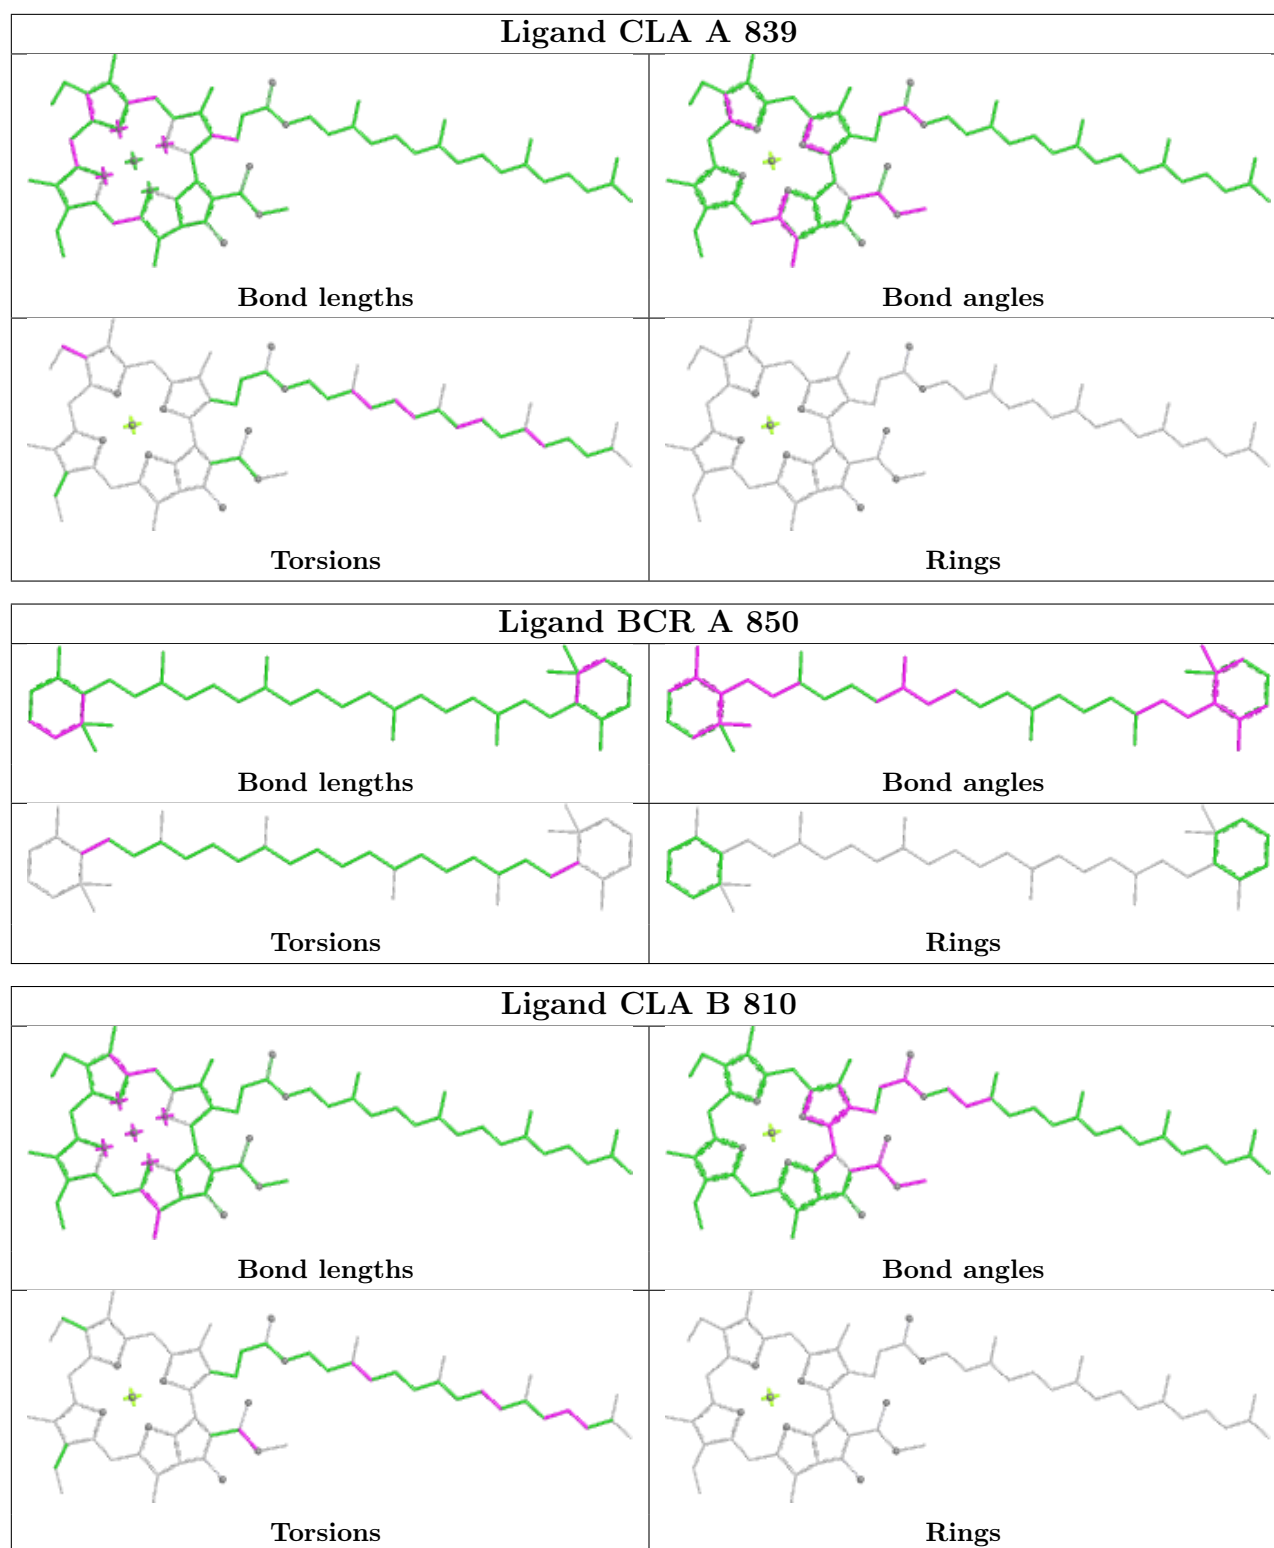 Ligand CLA A 839
Bond lengths
Bond angles
Torsions
Rings
Ligand BCR A 850
Bond lengths
Bond angles
Torsions
Rings
Ligand CLA B 810
Bond lengths
Bond angles
Torsions
Rings